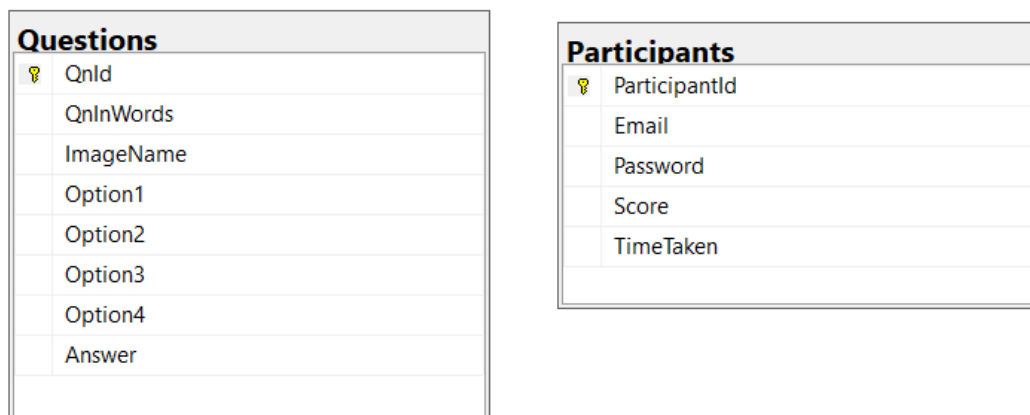 Questions
QnId
QnInWords
ImageName
Option1
Option2
Option3
Option4
Answer
Participants
ParticipantId
Email
Password
Score
TimeTaken